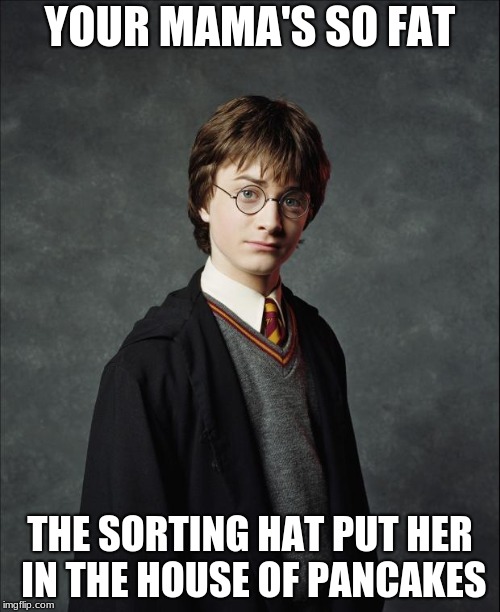 YOUR MAMA'S SO FAT
THE SORTING HAT PUT HER
IN THE HOUSE OF PANCAKES
imgflip.com